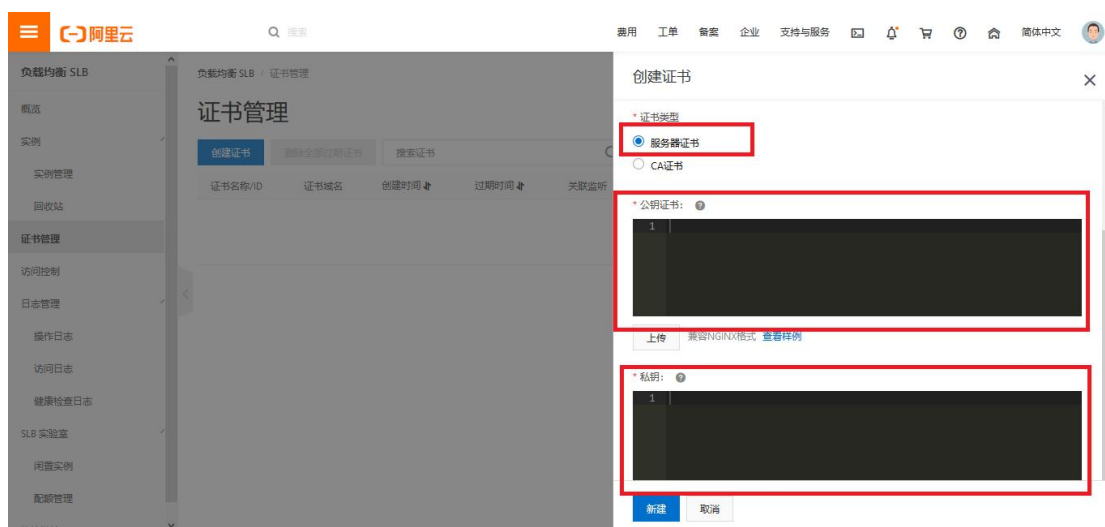 阿里云
搜索
费用 工单 备案 企业 支持与服务 简体中文
负载均衡 SLB
概览
实例
实例管理
回收站
证书管理
访问控制
日志管理
操作日志
访问日志
健康检查日志
SLB 实验室
闲置实例
配额管理
负载均衡 SLB / 证书管理
证书管理
创建证书 删除全部过期证书 搜索证书
证书名称/ID 证书域名 创建时间 过期时间 关联监听
创建证书
* 证书类型
服务器证书
CA证书
* 公钥证书：
1
上传 兼容NGINX格式 查看样例
* 私钥：
1
新建 取消